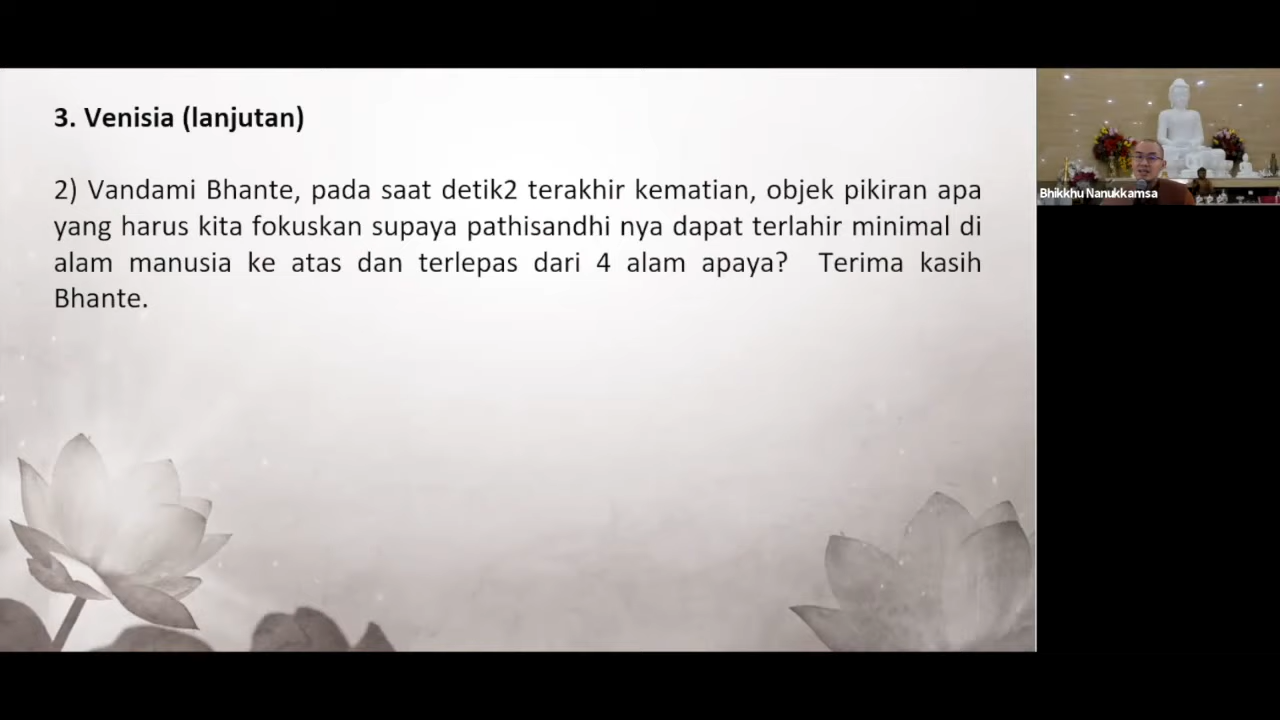 3. Venisia (lanjutan)
2) Vandami Bhante, pada saat detik2 terakhir kematian, objek pikiran apa
yang harus kita fokuskan supaya pathisandhi nya dapat terlahir minimal di
alam manusia ke atas dan terlepas dari 4 alam apaya? Terima kasih
Bhante.
Bhikkhu Nanukkamsa